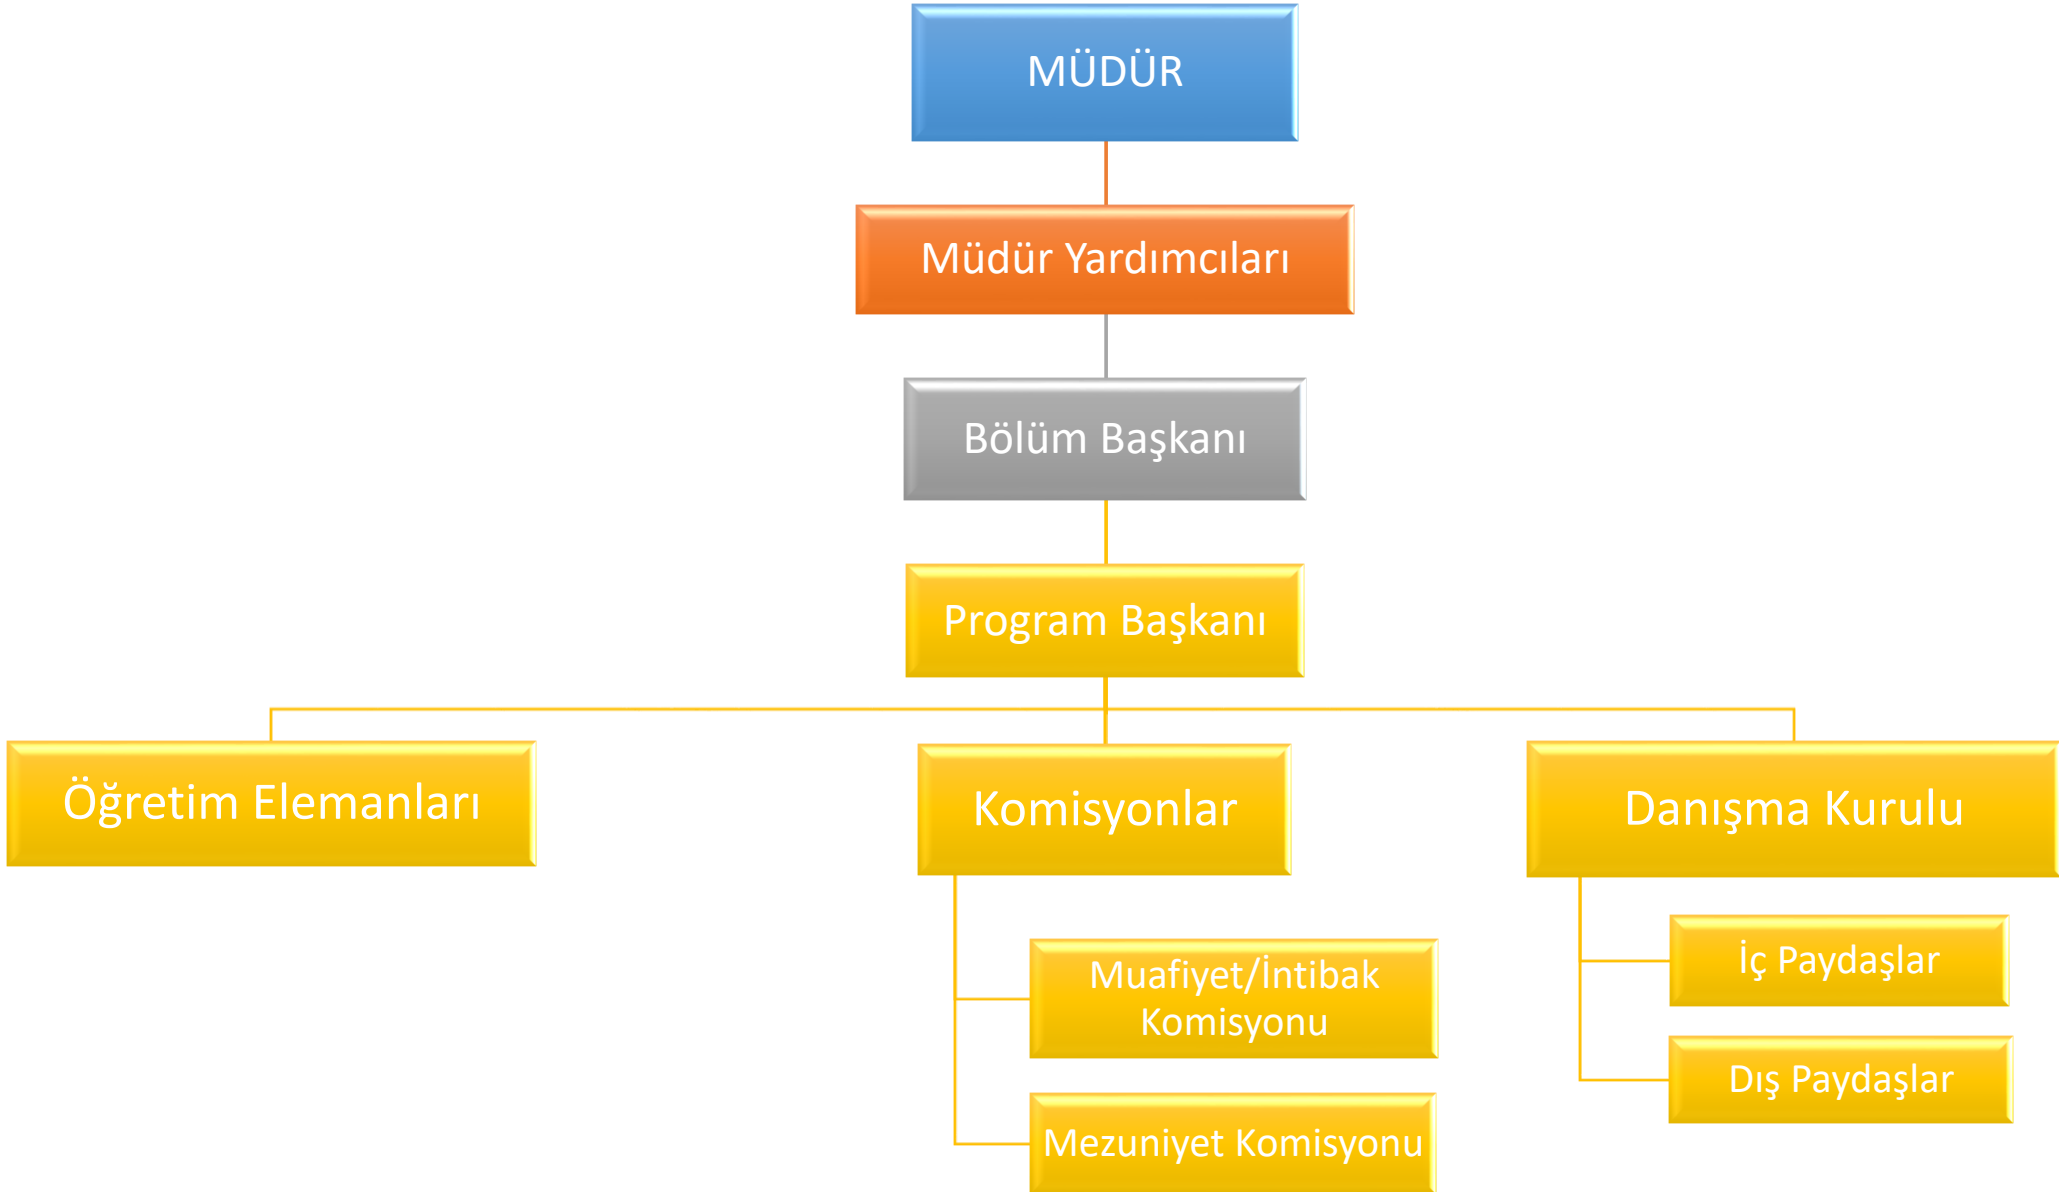 MÜDÜR
Müdür Yardımcıları
Bölüm Başkanı
Program Başkanı
Öğretim Elemanları
Komisyonlar
Danışma Kurulu
Muafiyet/İntibak
Komisyonu
Mezuniyet Komisyonu
İç Paydaşlar
Dış Paydaşlar